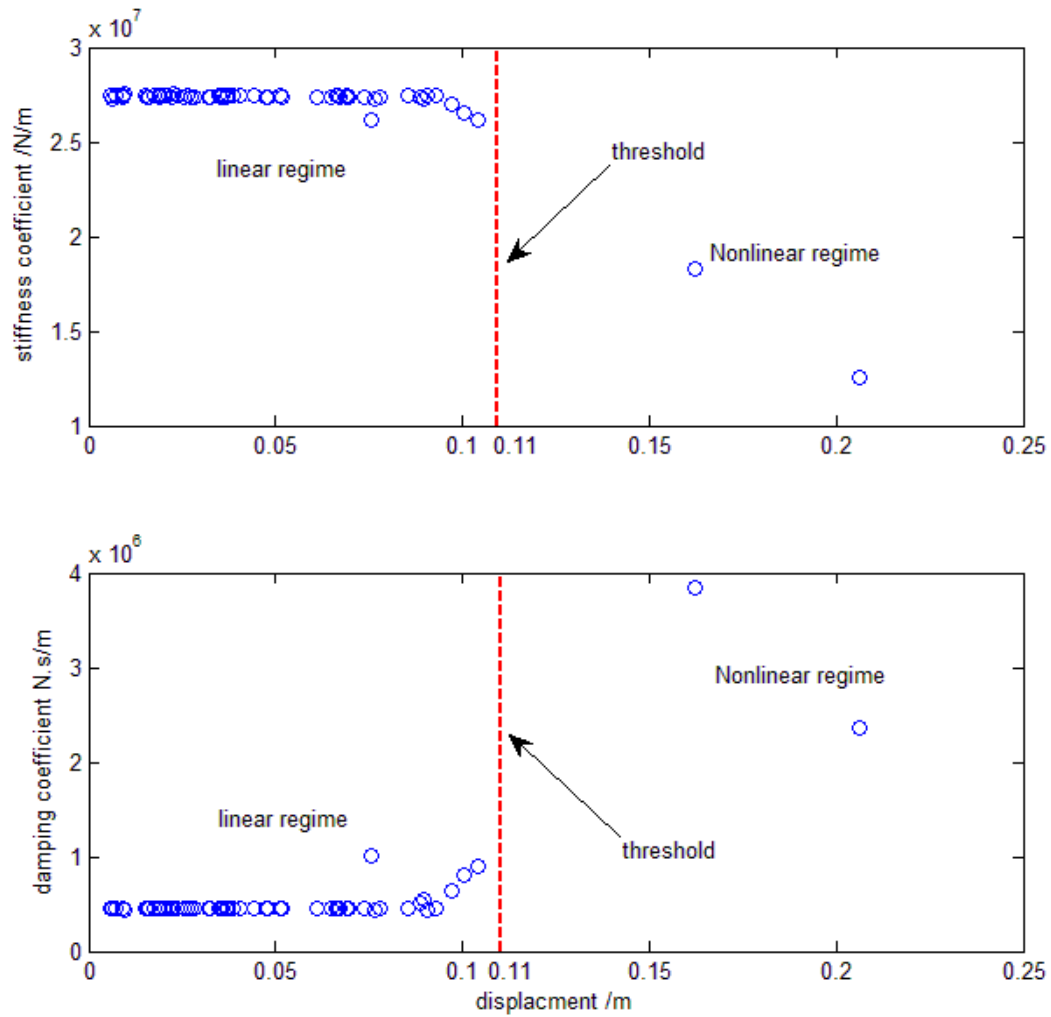 x 10^7
3
2.5
2
1.5
1
stiffness coefficient /N/m
linear regime
threshold
Nonlinear regime
0 0.05 0.1 0.11 0.15 0.2 0.25
x 10^6
4
3
2
1
0
damping coefficient N.s/m
Nonlinear regime
linear regime
threshold
0 0.05 0.1 0.11 0.15 0.2 0.25
displacment /m